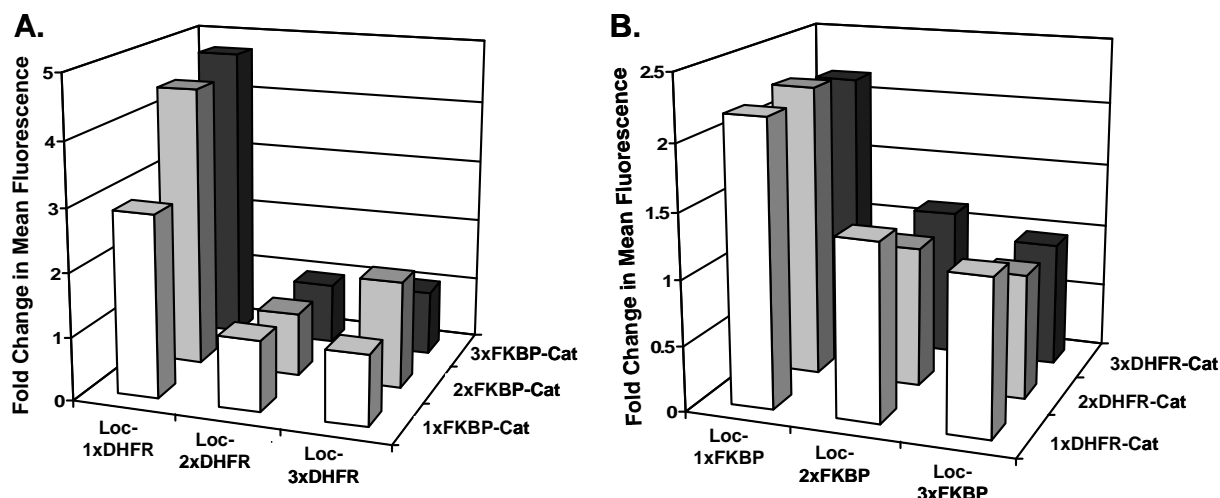 A.
Fold Change in Mean Fluorescence
5
4
3
2
1
0
Loc-
1xDHFR
Loc-
2xDHFR
Loc-
3xDHFR
3xFKBP-Cat
2xFKBP-Cat
1xFKBP-Cat
B.
Fold Change in Mean Fluorescence
2.5
2
1.5
1
0.5
0
Loc-
1xFKBP
Loc-
2xFKBP
Loc-
3xFKBP
3xDHFR-Cat
2xDHFR-Cat
1xDHFR-Cat